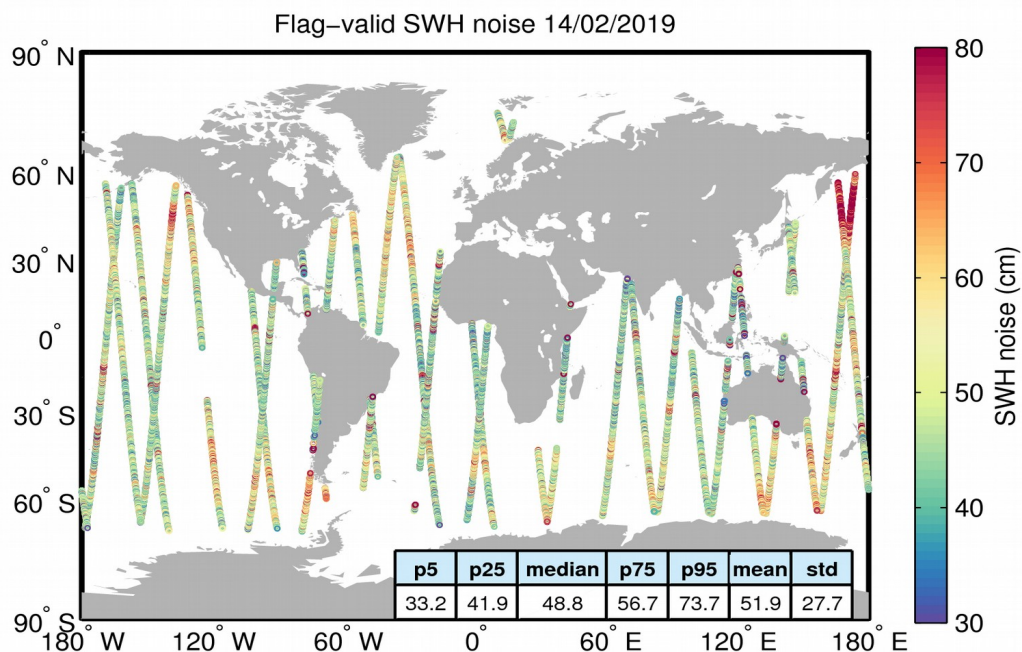 Flag−valid SWH noise 14/02/2019
90° N
60° N
30° N
0°
30° S
60° S
90° S
180° W
120° W
60° W
0°
60° E
120° E
180° E
p5 p25 median p75 p95 mean std
33.2 41.9 48.8 56.7 73.7 51.9 27.7
80
70
60
50
40
30
SWH noise (cm)